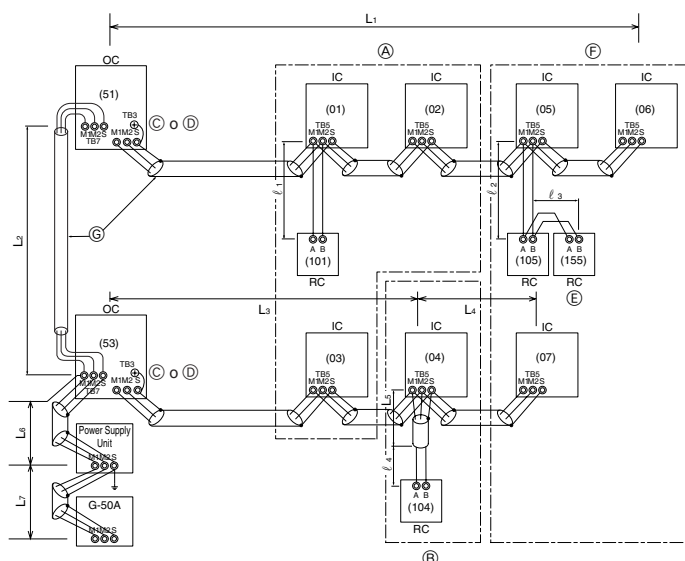 L1
OC
(51)
TB3
M1M2S
TB7
M1M2S
Ⓒ o Ⓓ
Ⓐ
Ⓕ
IC
(01)
TB5
M1M2S
IC
(02)
TB5
M1M2S
IC
(05)
TB5
M1M2S
IC
(06)
TB5
M1M2S
L2
Ⓖ
ℓ1
ℓ2
ℓ3
A B
(101)
RC
A B
(105)
RC
A B
(155)
RC
Ⓔ
L3
L4
OC
(53)
TB3
M1M2S
TB7
M1M2 S
Ⓒ o Ⓓ
IC
(03)
TB5
M1M2S
IC
(04)
TB5
M1M2S
IC
(07)
TB5
M1M2S
L5
ℓ4
A B
(104)
RC
Ⓑ
L6
Power Supply
Unit
M1M2S
L7
G-50A
M1M2S